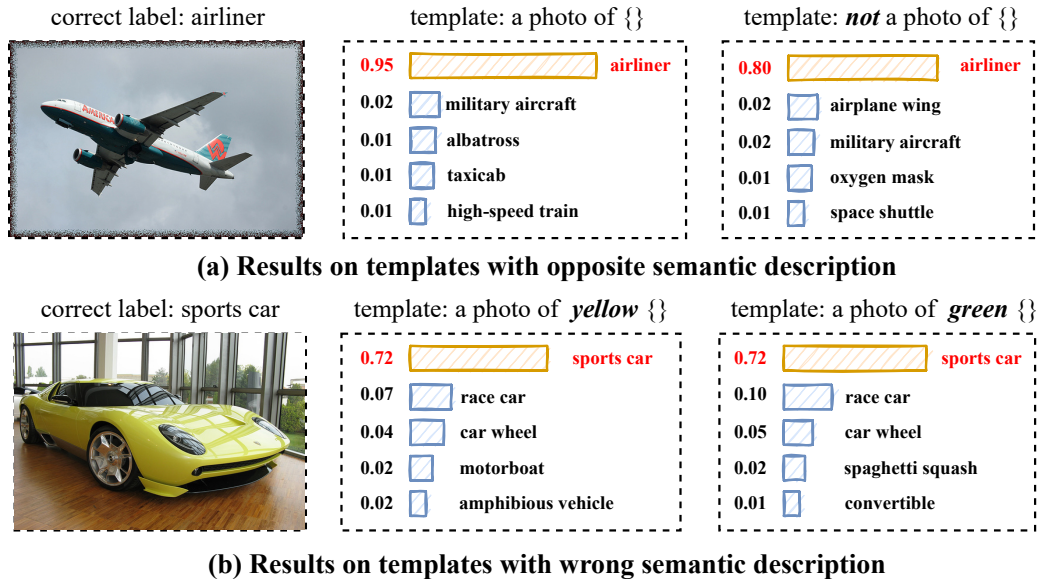 correct label: airliner
template: a photo of {}
template: not a photo of {}
AMERICA
0.95 airliner
0.02 military aircraft
0.01 albatross
0.01 taxicab
0.01 high-speed train
0.80 airliner
0.02 airplane wing
0.02 military aircraft
0.01 oxygen mask
0.01 space shuttle
(a) Results on templates with opposite semantic description
correct label: sports car
template: a photo of yellow {}
template: a photo of green {}
0.72 sports car
0.07 race car
0.04 car wheel
0.02 motorboat
0.02 amphibious vehicle
0.72 sports car
0.10 race car
0.05 car wheel
0.02 spaghetti squash
0.01 convertible
(b) Results on templates with wrong semantic description